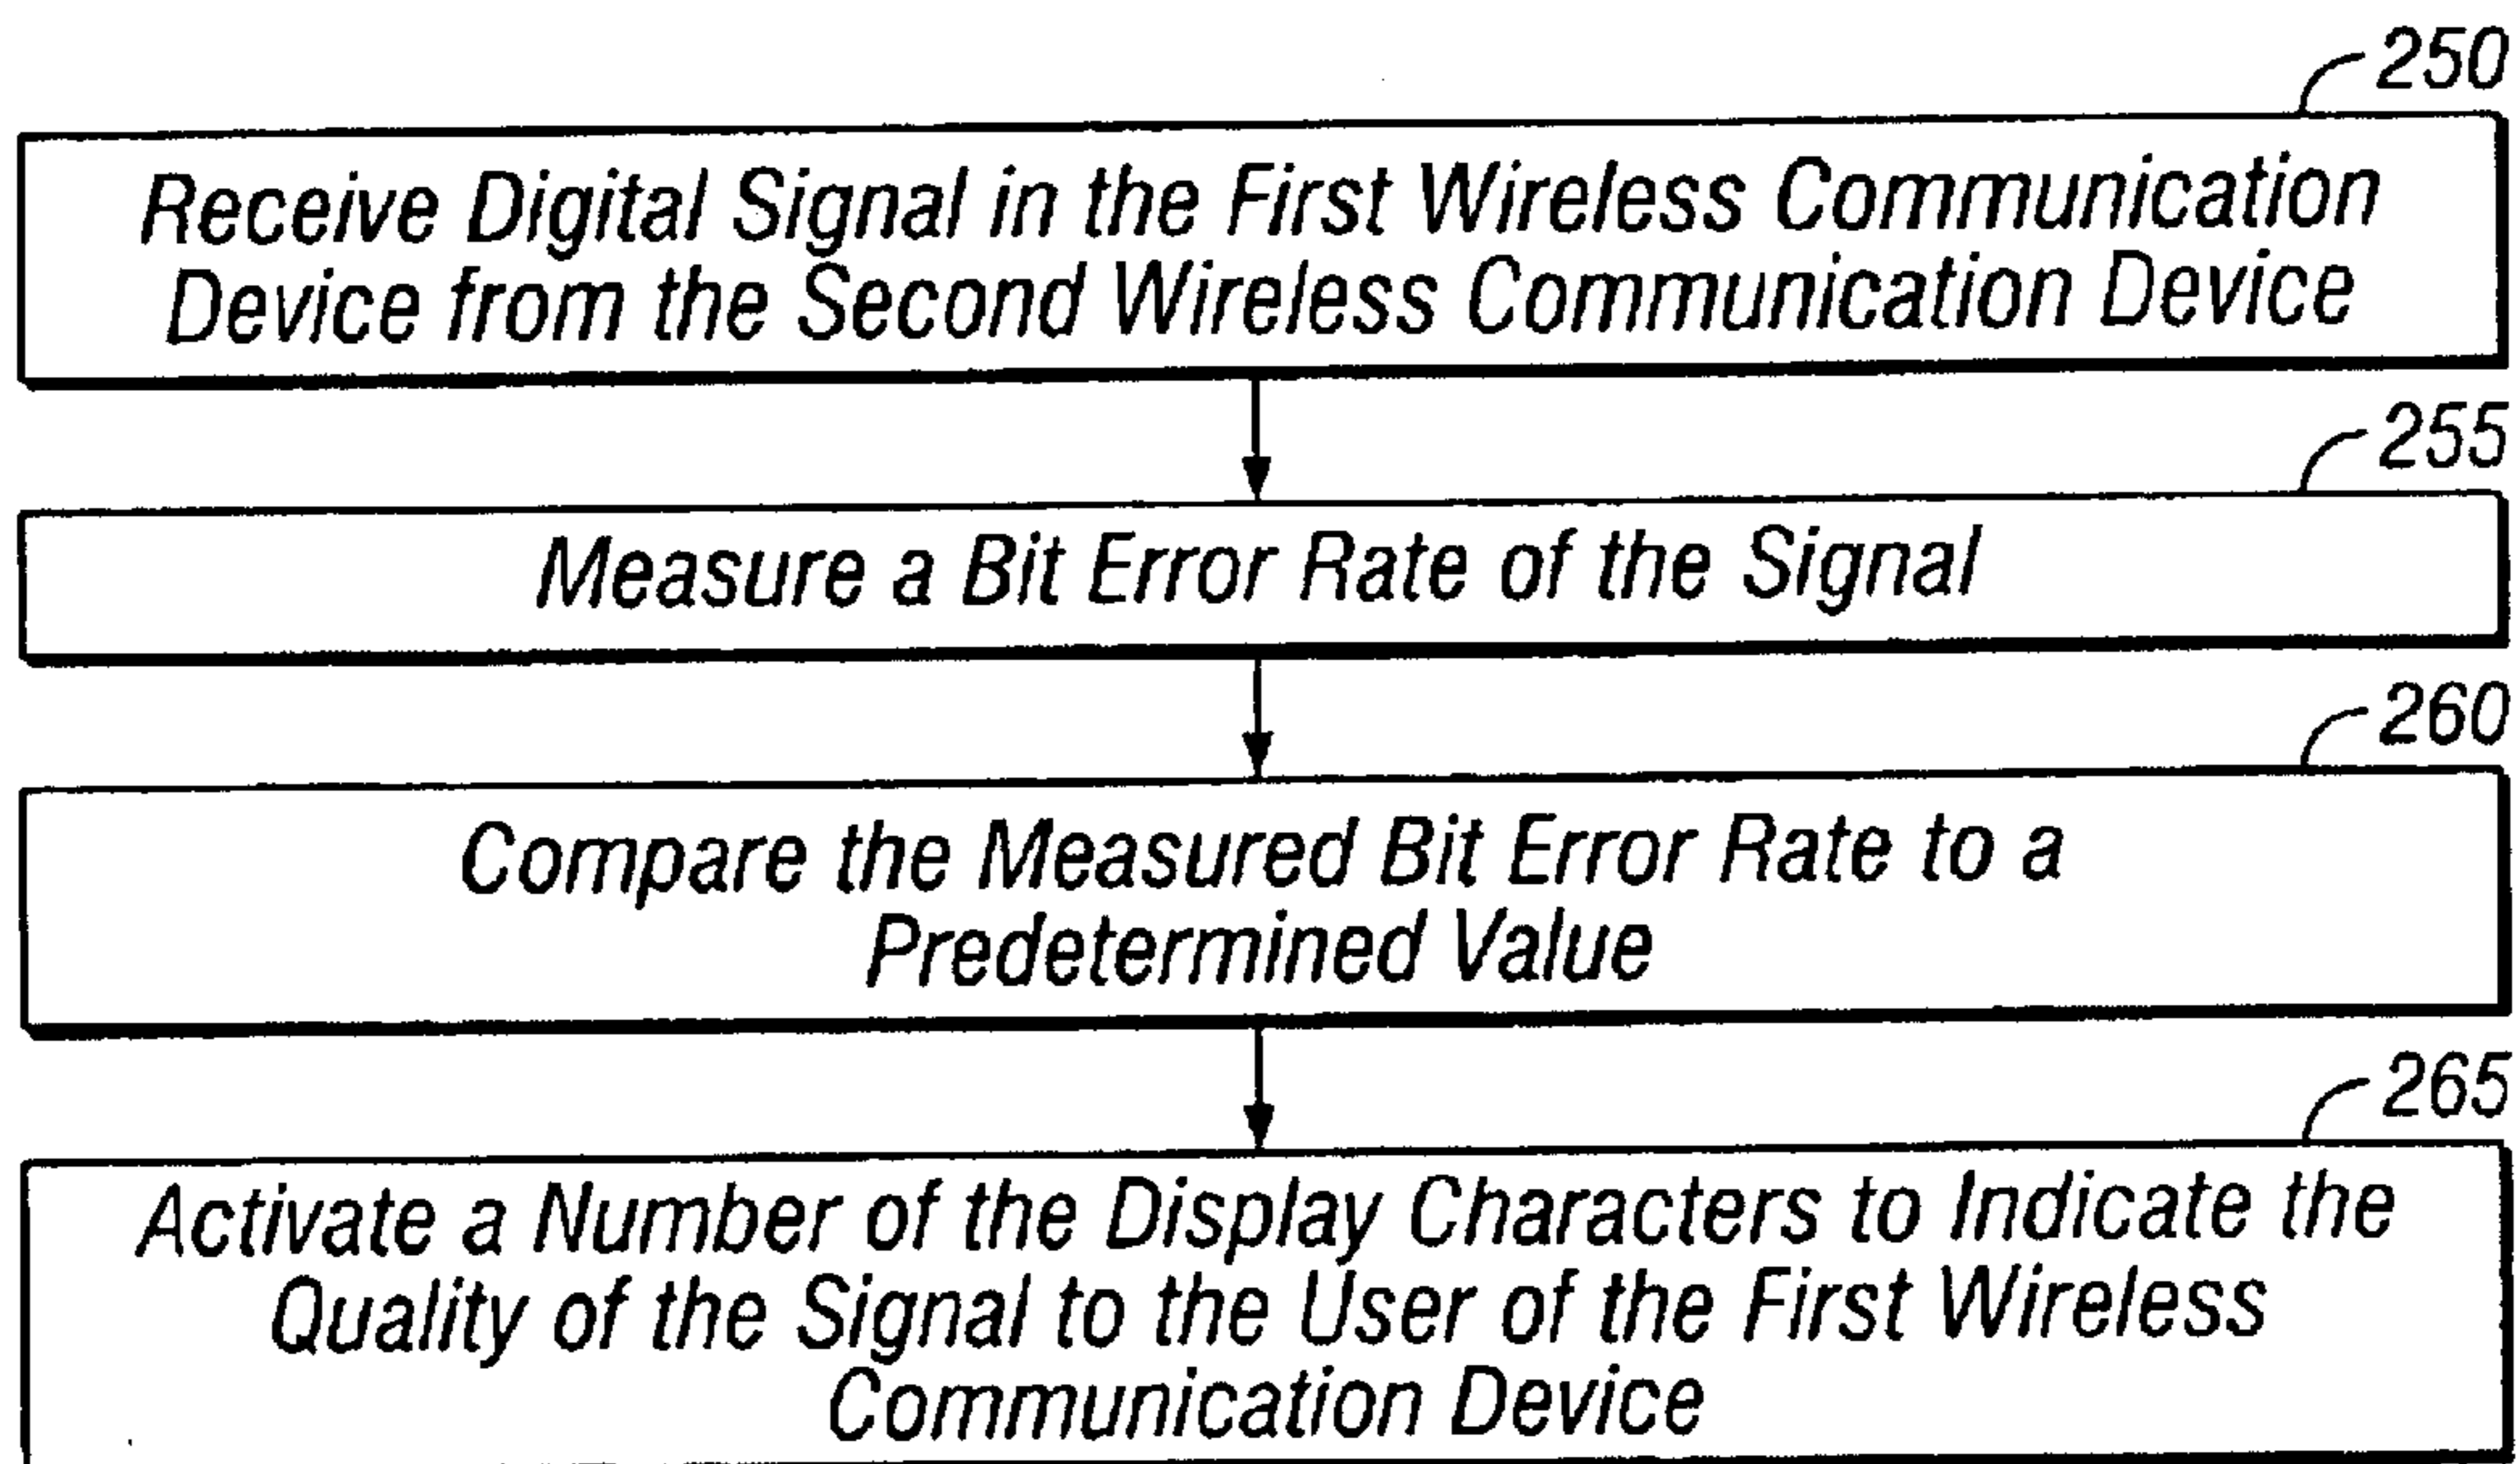 250
Receive Digital Signal in the First Wireless Communication
Device from the Second Wireless Communication Device
255
Measure a Bit Error Rate of the Signal
260
Compare the Measured Bit Error Rate to a
Predetermined Value
265
Activate a Number of the Display Characters to Indicate the
Quality of the Signal to the User of the First Wireless
Communication Device